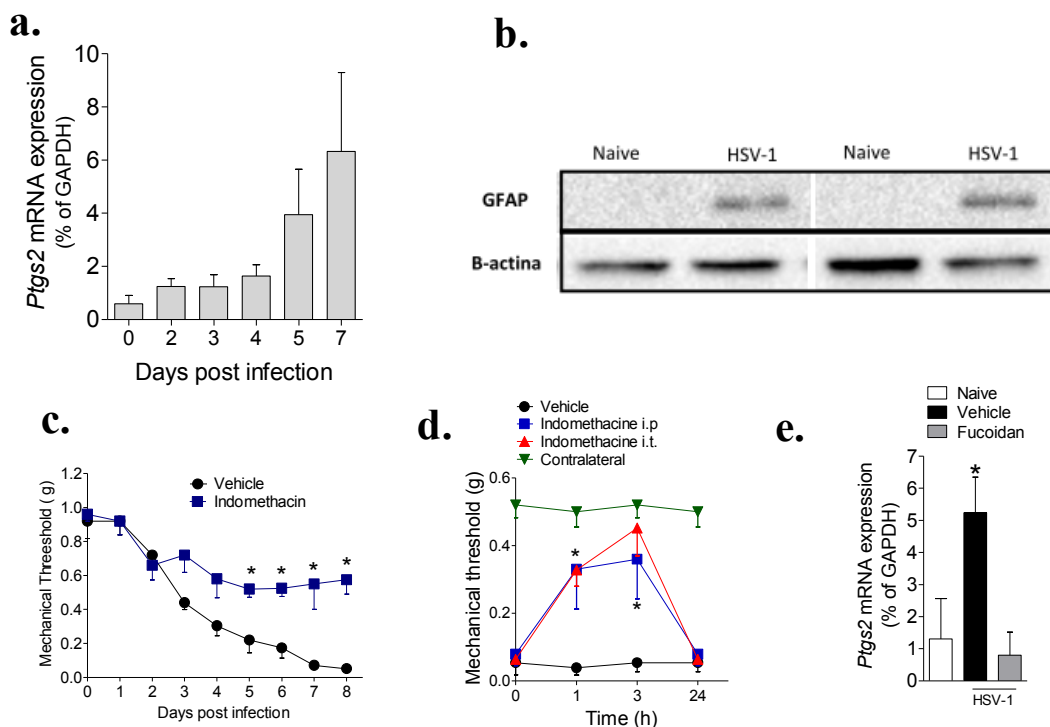 a.
Ptgs2 mRNA expression
(% of GAPDH)
10
8
6
4
2
0
0 2 3 4 5 7
Days post infection
b.
Naive HSV-1 Naive HSV-1
GFAP
B-actina
c.
Vehicle
Indomethacin
Mechanical Threeshold ( g)
1.2
1.0
0.8
0.6
0.4
0.2
0.0
* * * *
0 1 2 3 4 5 6 7 8
Days post infection
d.
Vehicle
Indomethacine i.p
Indomethacine i.t.
Contralateral
Mechanical threshold (g)
0.6
0.4
0.2
0.0
*
*
0 1 3 24
Time (h)
e.
Naive
Vehicle
Fucoidan
Ptgs2 mRNA expression
(% of GAPDH)
7
6
5
4
3
2
1
0
*
HSV-1